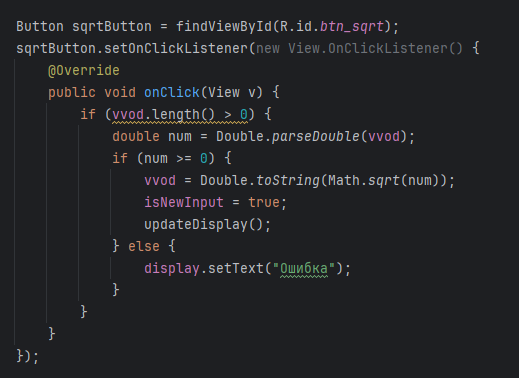 Button sqrtButton = findViewById(R.id.btn_sqrt);
sqrtButton.setOnClickListener(new View.OnClickListener() {
@Override
public void onClick(View v) {
if (vvod.length() > 0) {
double num = Double.parseDouble(vvod);
if (num >= 0) {
vvod = Double.toString(Math.sqrt(num));
isNewInput = true;
updateDisplay();
} else {
display.setText("Ошибка");
}
}
}
});